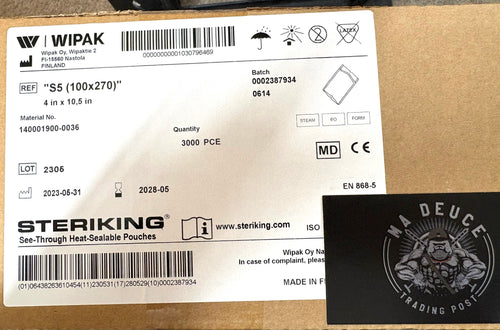 WIPAK
Wipak Oy, Wipaktie 2
FI-15560 Nastola
FINLAND
00000000001030796469
REF
"S5 (100x270)"
4 in x 10,5 in
Batch
0002387934
0614
Material No.
140001900-0036
Quantity
3000 PCE
STEAM
EO
FORM
MD
CE
LOT
2305
2023-05-31
2028-05
EN 868-5
STERIKING®
See-Through Heat-Sealable Pouches
www.steriking.com
ISO
Wipak Oy Na
In case of complaint, pleas
MADE IN F
(01)06438263610454(11)230531(17)280529(10)0002387934
MA DEUCE
TRADING POST